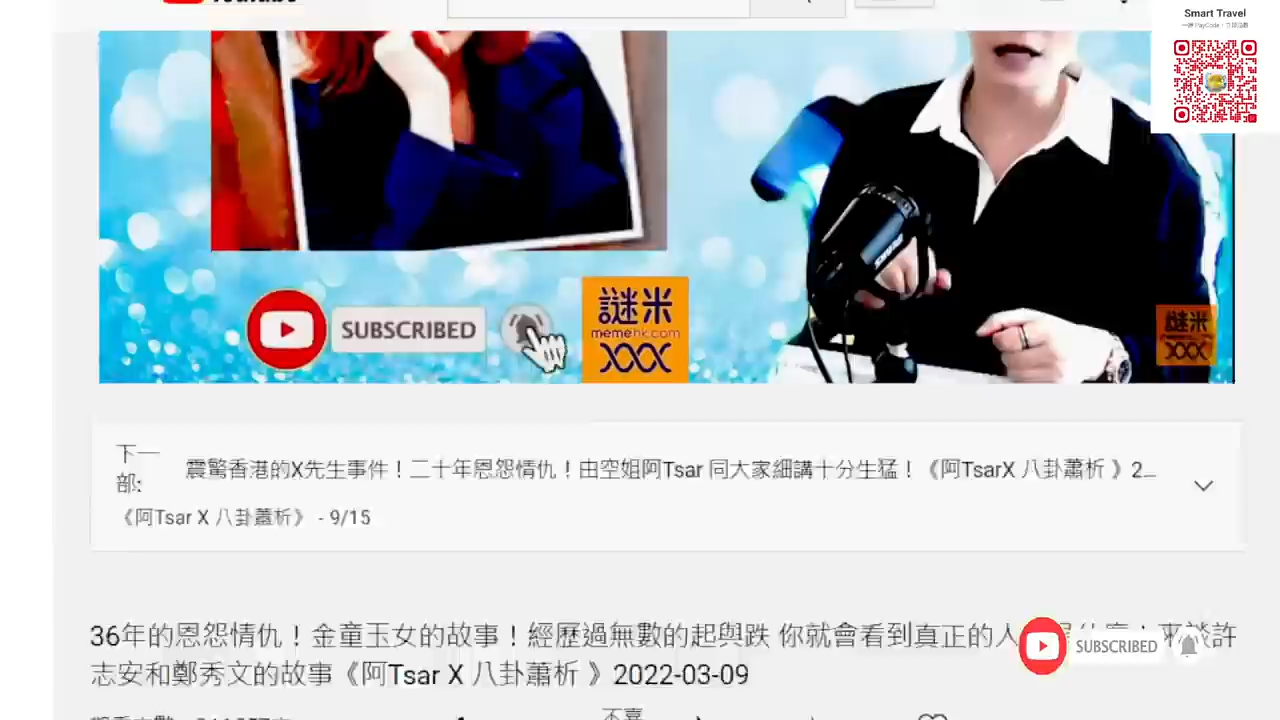 Smart Travel
SUBSCRIBED
謎米
memehk.com
XXX
謎米
XXX
下一部:
震驚香港的X先生事件！二十年恩怨情仇！由空姐阿Tsar 同大家細講十分生猛！《阿TsarX 八卦蕭析 》2...
《阿Tsar X 八卦蕭析》 - 9/15
36年的恩怨情仇！金童玉女的故事！經歷過無數的起與跌 你就會看到真正的人
來談許
志安和鄭秀文的故事《阿Tsar X 八卦蕭析 》2022-03-09
SUBSCRIBED